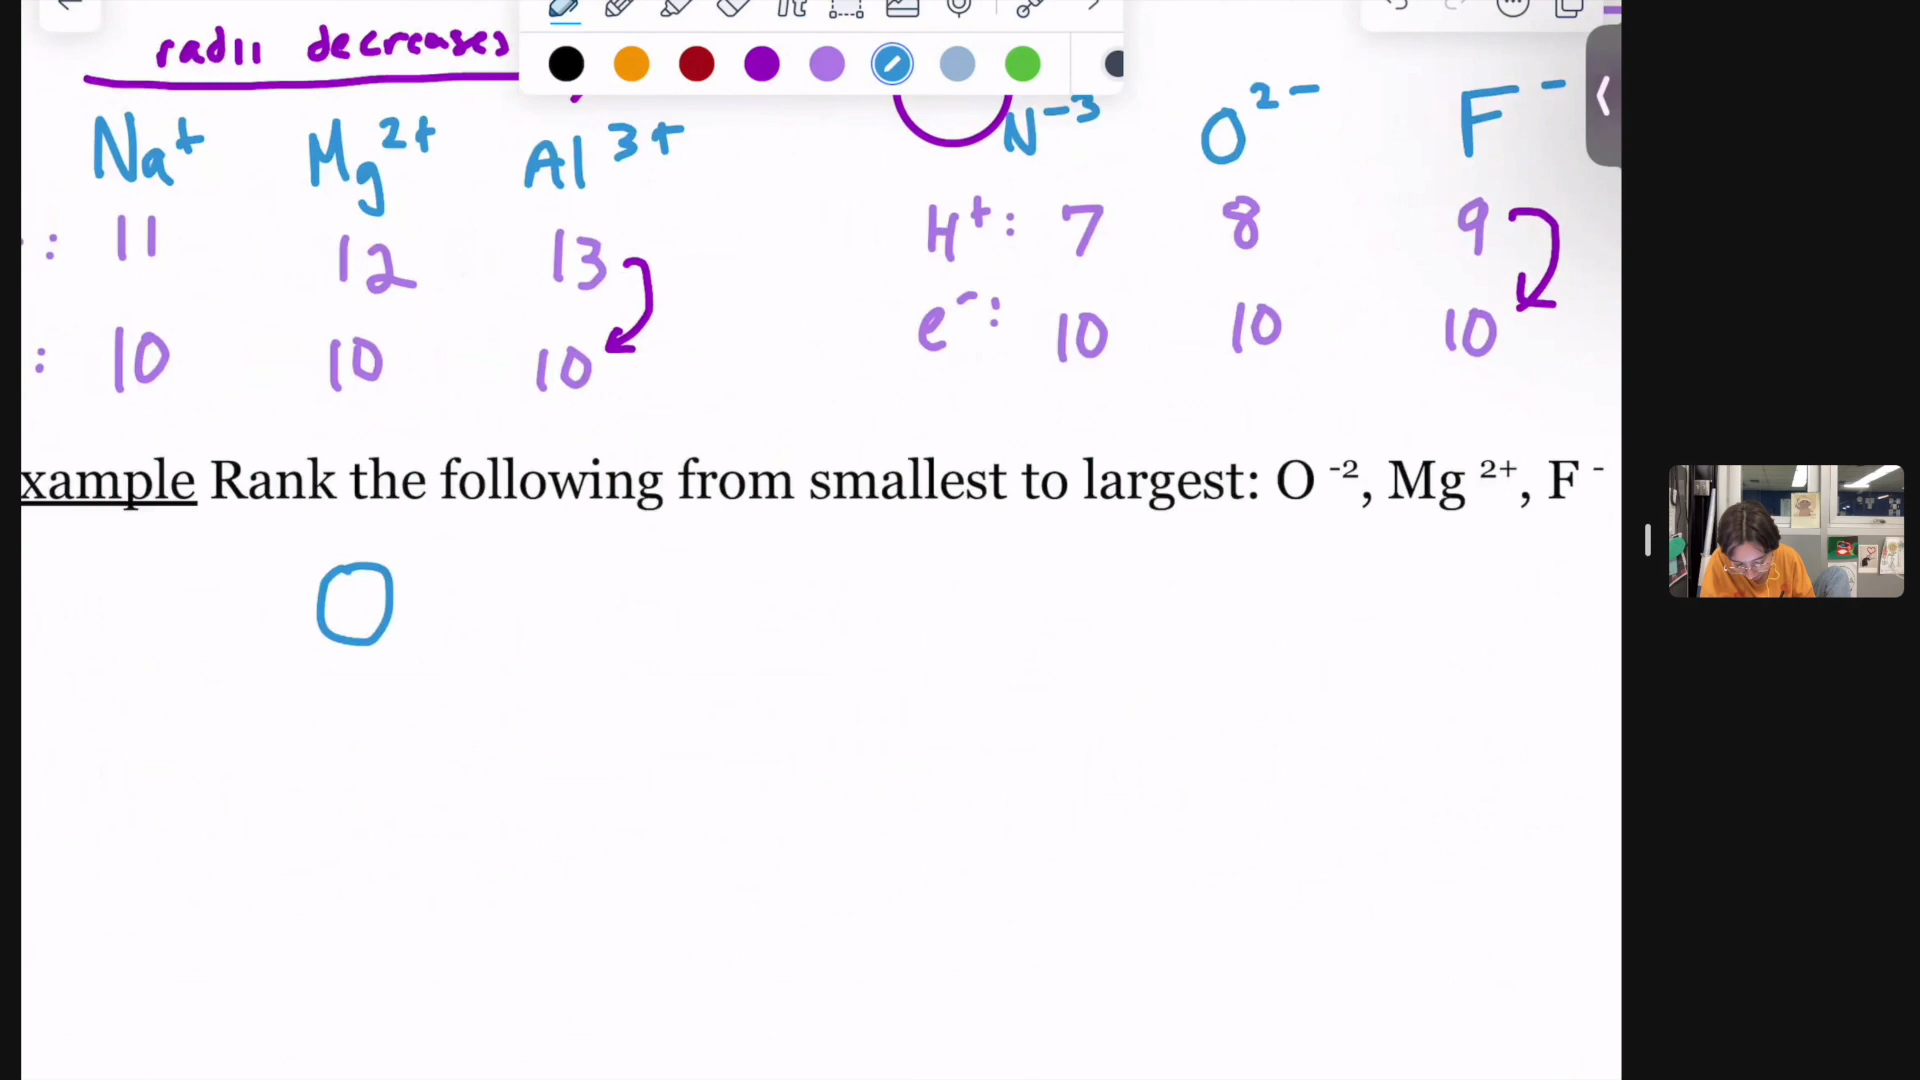 radii decreases
Na+ Mg2+ Al3+ N-3 O2- F-
: 11 12 13 H+: 7 8 9
: 10 10 10 e-: 10 10 10
xample Rank the following from smallest to largest: O -2, Mg 2+, F -
O